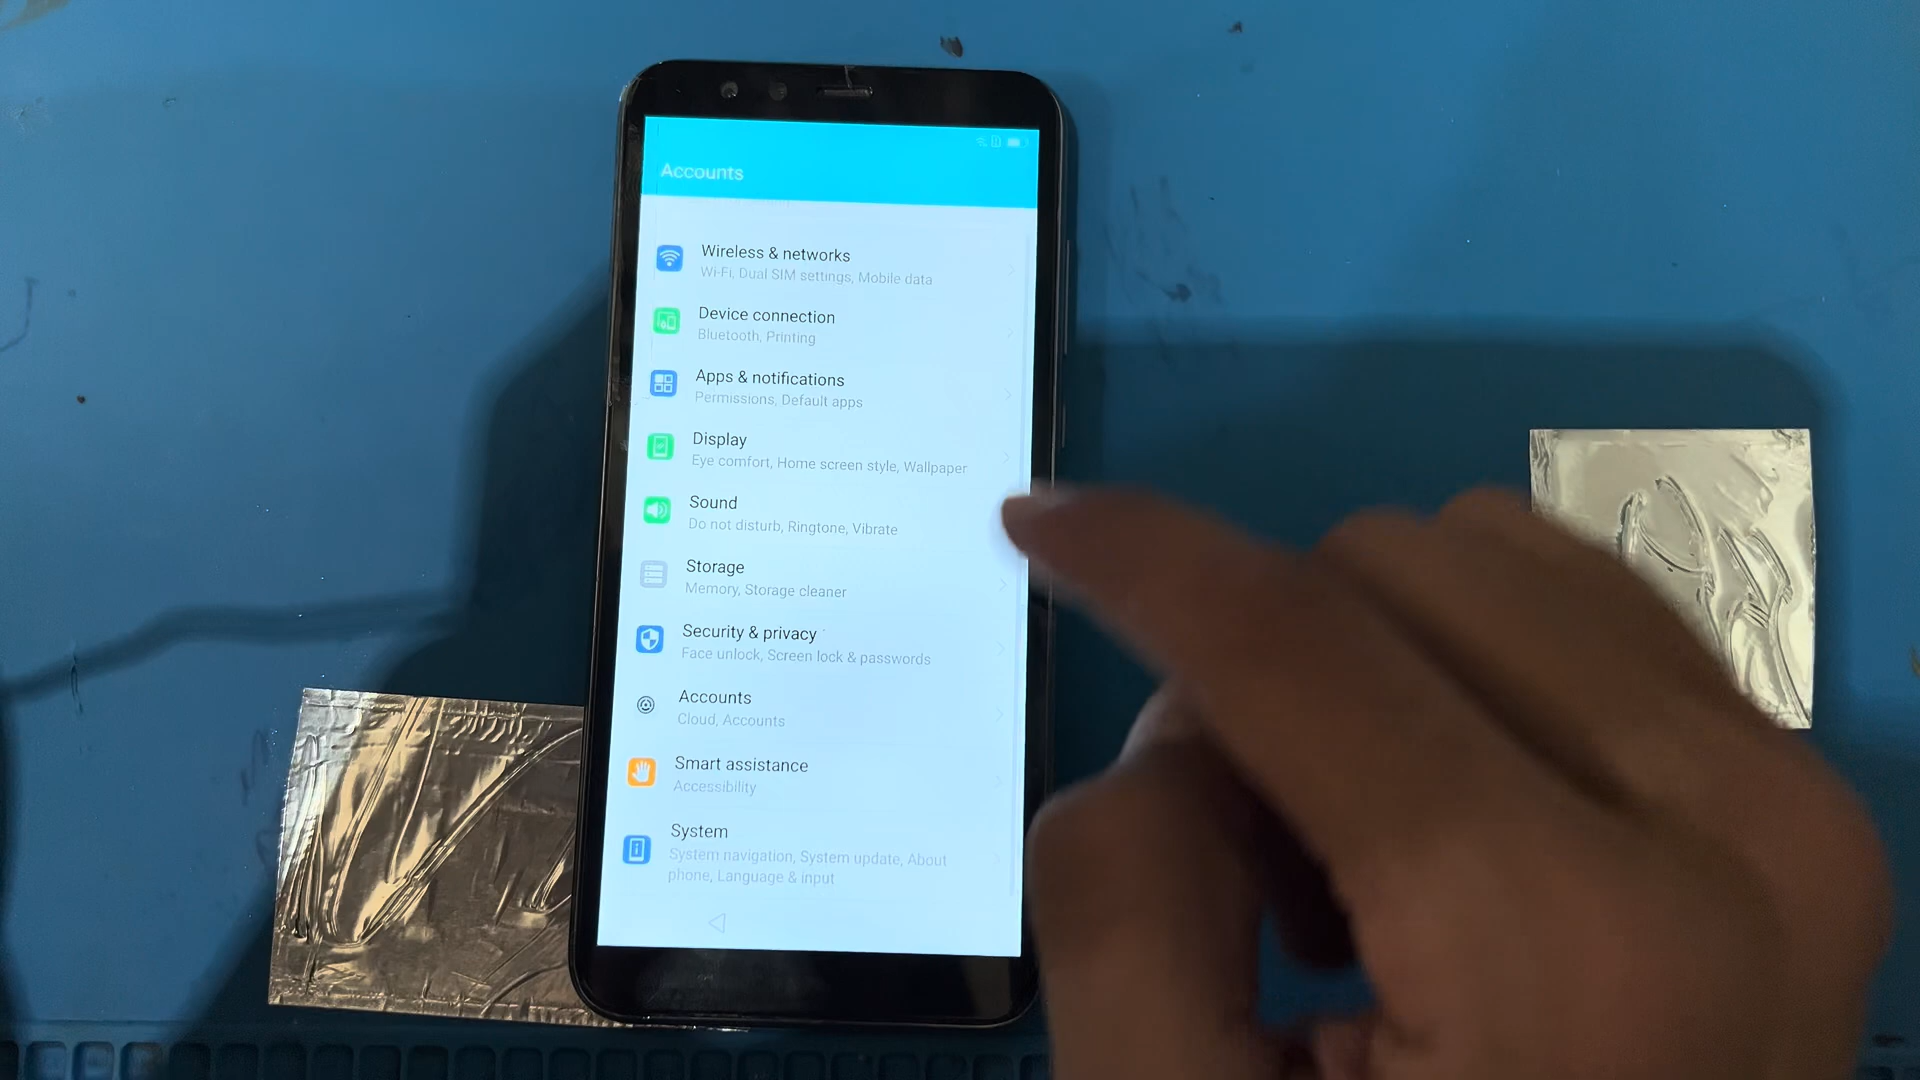 Accounts
Wireless & networks
Wi-Fi, Dual SIM settings, Mobile data
Device connection
Bluetooth, Printing
Apps & notifications
Permissions, Default apps
Display
Eye comfort, Home screen style, Wallpaper
Sound
Do not disturb, Ringtone, Vibrate
Storage
Memory, Storage cleaner
Security & privacy
Face unlock, Screen lock & passwords
Accounts
Cloud, Accounts
Smart assistance
Accessibility
System
System navigation, System update, About
phone, Language & input